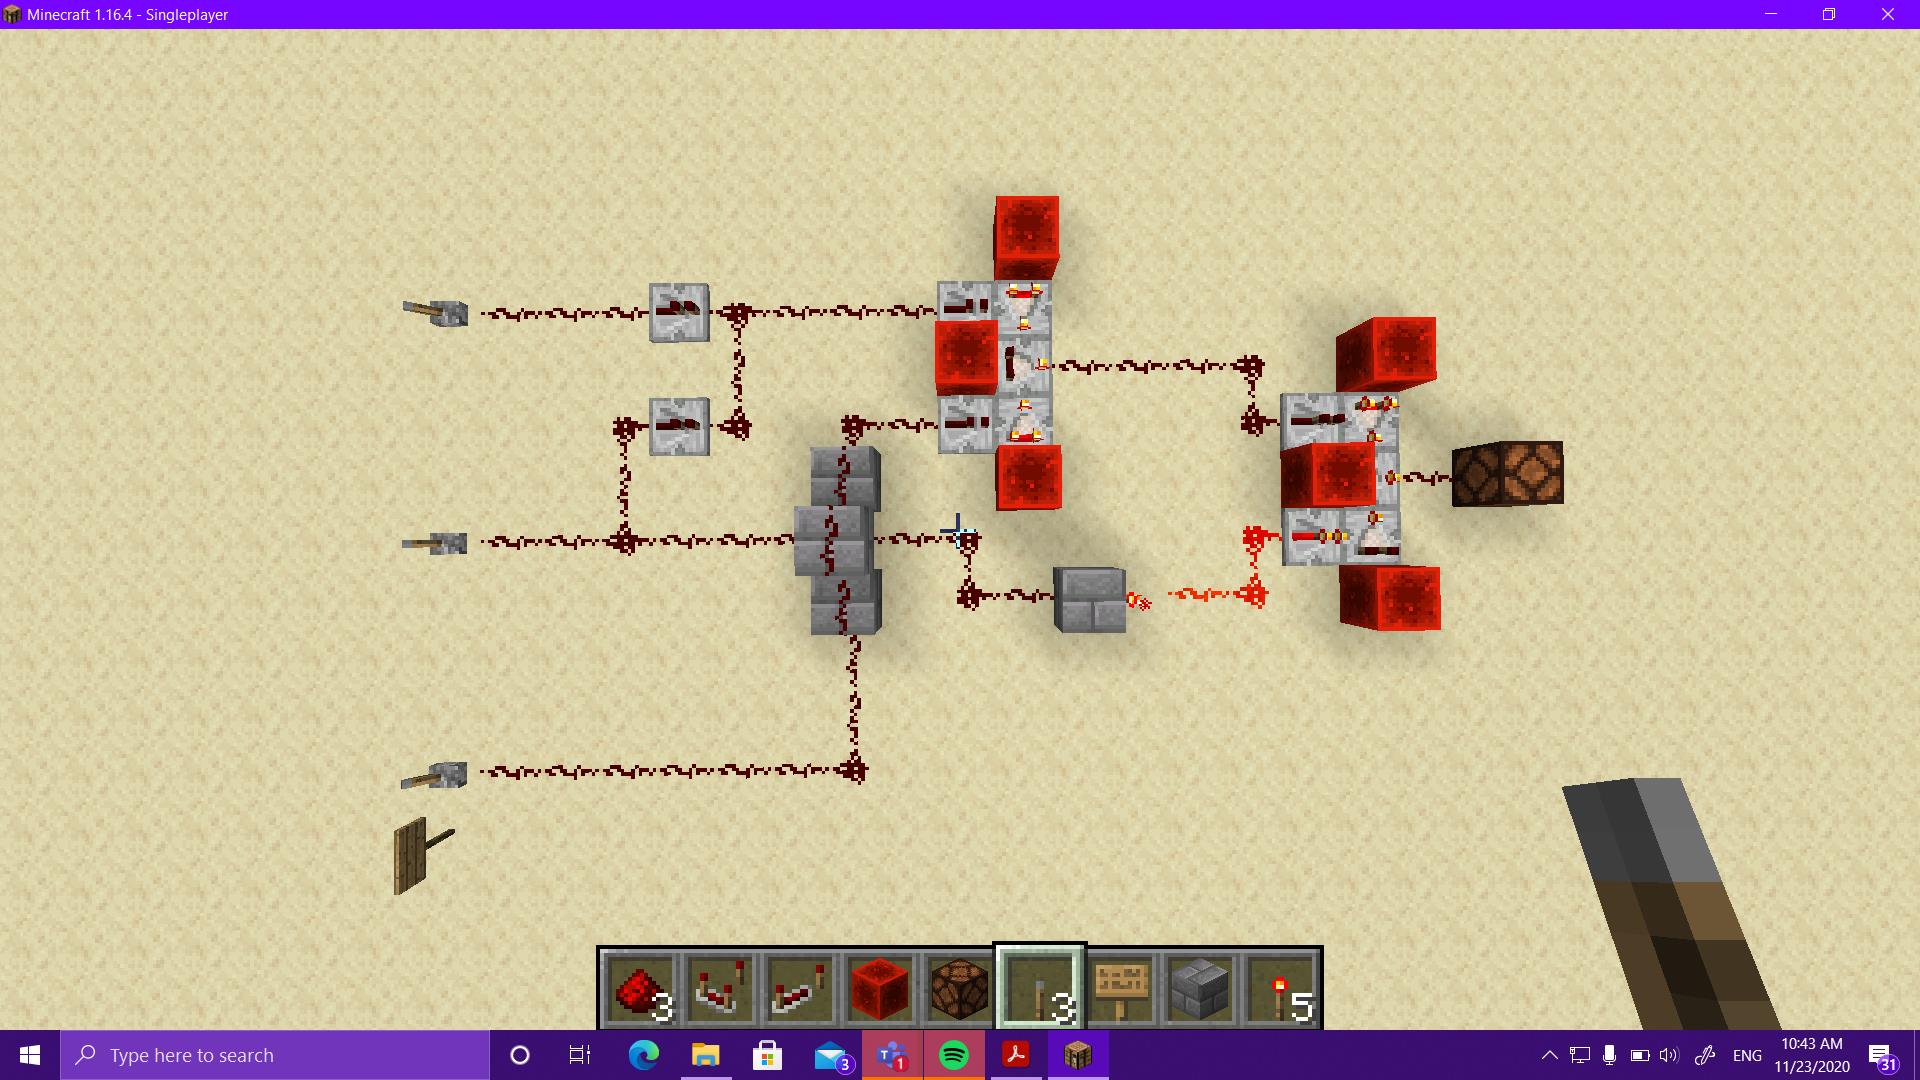 Minecraft 1.16.4 - Singleplayer
3
3
5
Type here to search
3
1
ENG
10:43 AM
11/23/2020
31